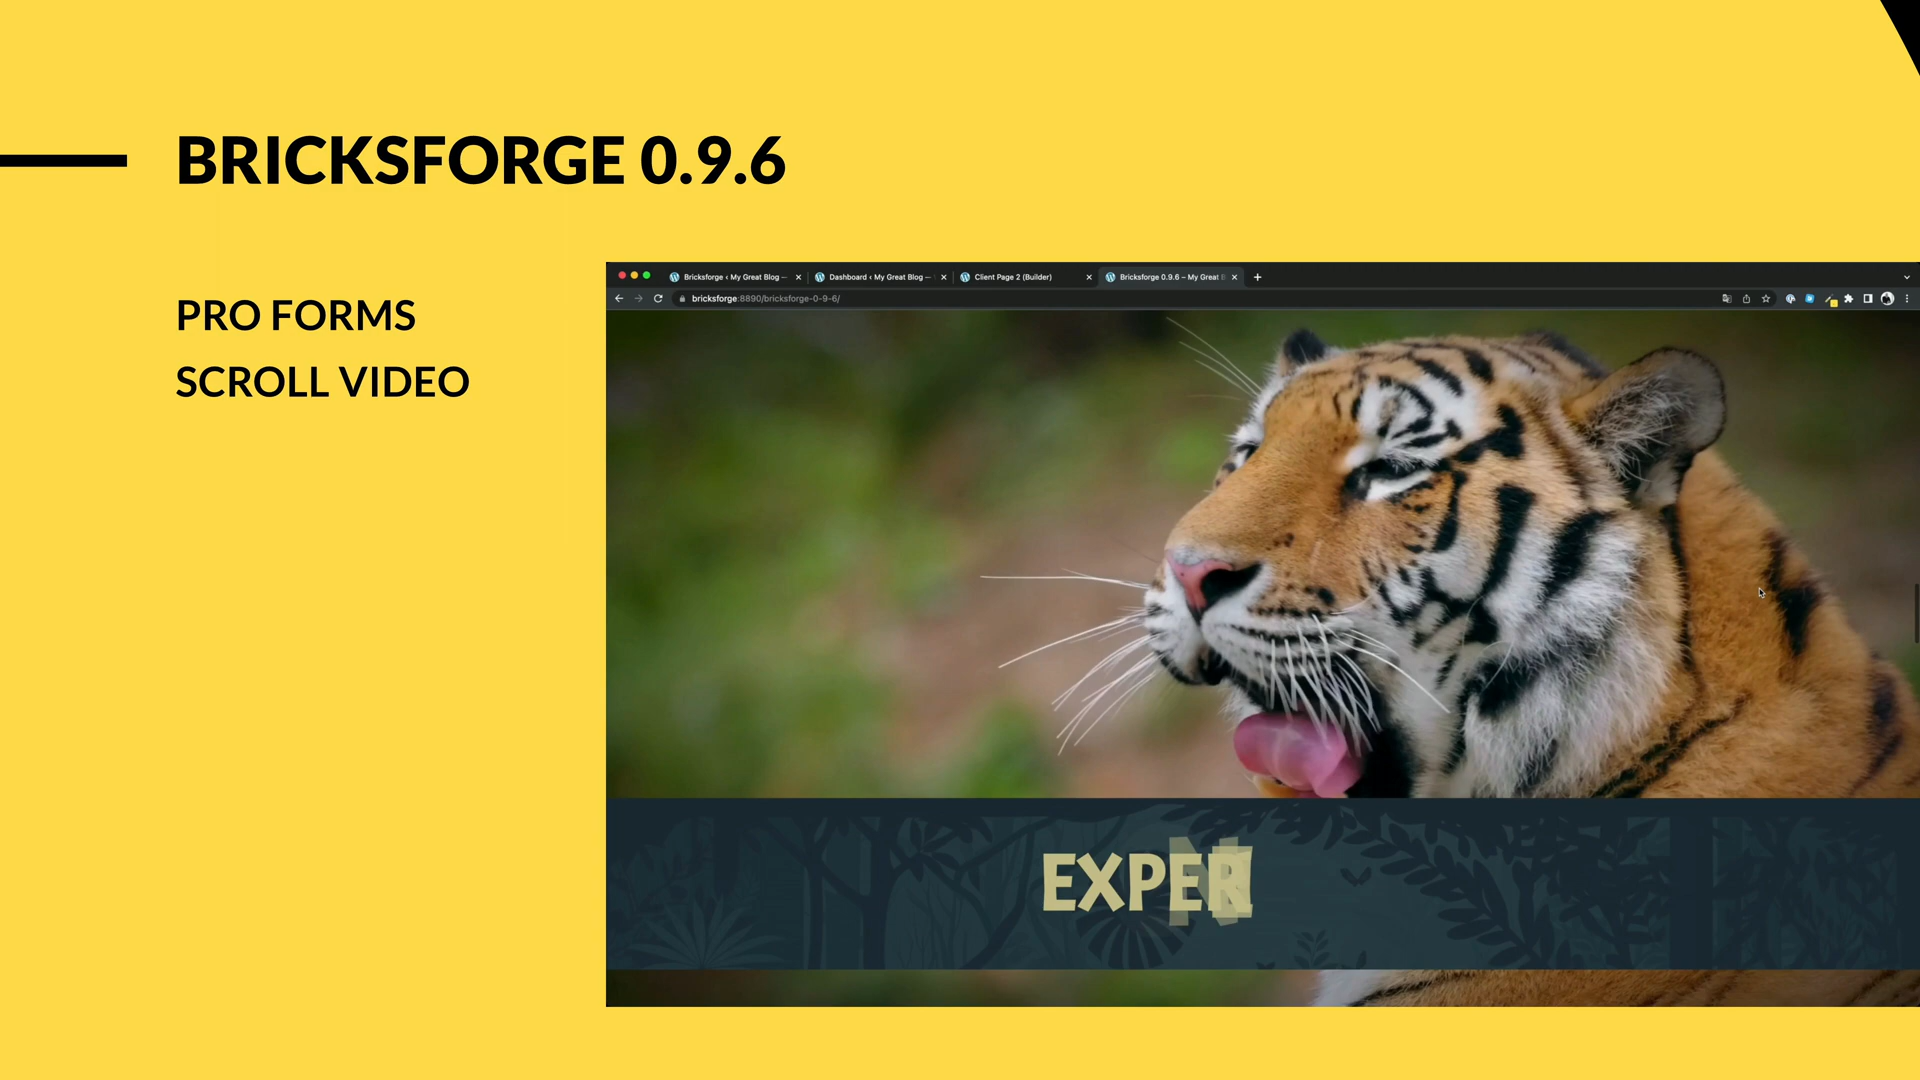 BRICKSFORGE 0.9.6
PRO FORMS
SCROLL VIDEO
Bricksforge ‹ My Great Blog —
Dashboard ‹ My Great Blog —
Client Page 2 (Builder)
Bricksforge 0.9.6 – My Great B
bricksforge:8890/bricksforge-0-9-6/
EXPER